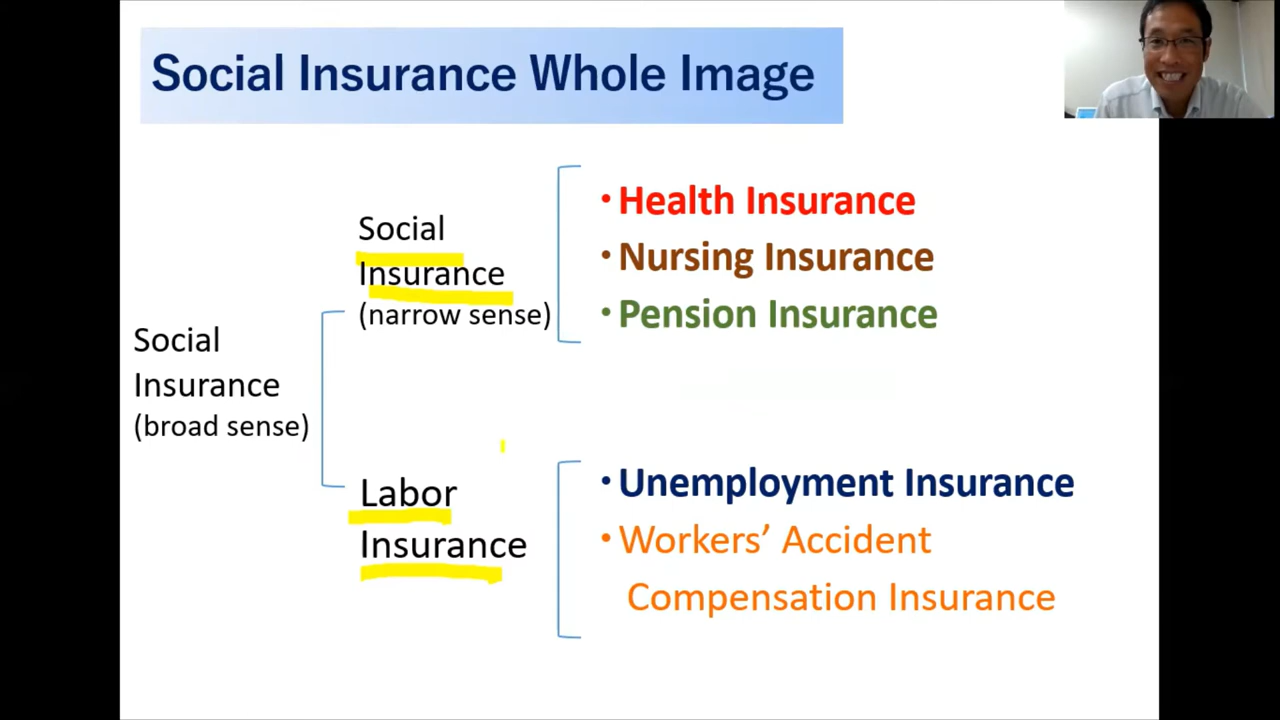 Social Insurance Whole Image
Social
Insurance
(broad sense)
Social
Insurance
(narrow sense)
・Health Insurance
・Nursing Insurance
・Pension Insurance
Labor
Insurance
・Unemployment Insurance
・Workers’ Accident
Compensation Insurance